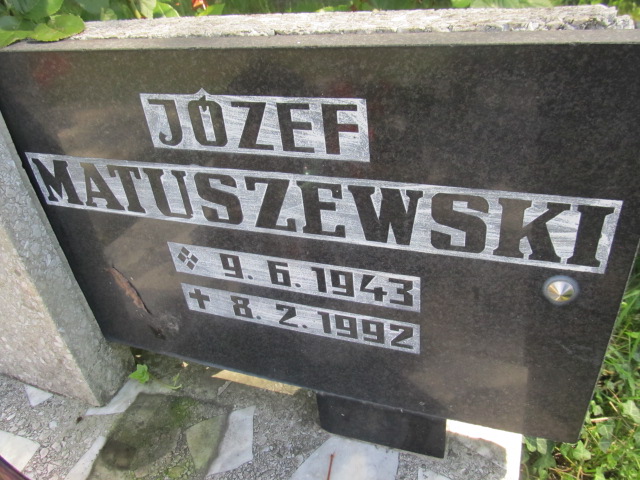 JÓZEF
MATUSZEWSKI
❖ 9. 6. 1943
✝ 8. 2. 1992